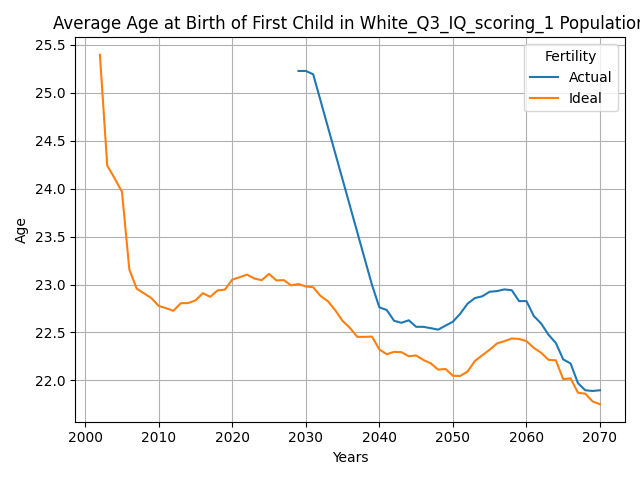 Average Age at Birth of First Child in White_Q3_IQ_scoring_1 Population
25.5
25.0
24.5
24.0
23.5
23.0
22.5
22.0
Age
Fertility
Actual
Ideal
2000 2010 2020 2030 2040 2050 2060 2070
Years